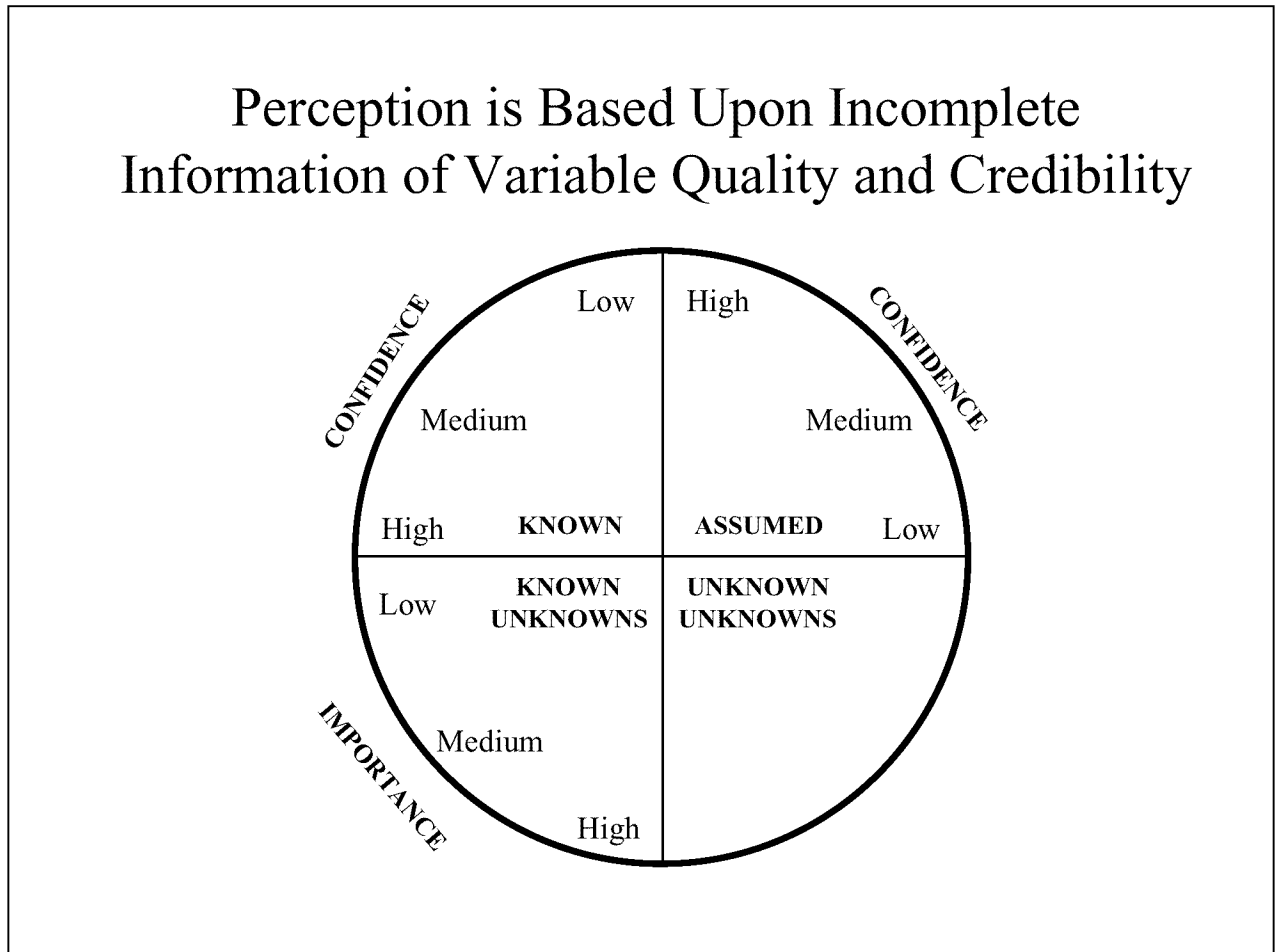 Perception is Based Upon Incomplete
Information of Variable Quality and Credibility
CONFIDENCE
Low
Medium
High
KNOWN
High
CONFIDENCE
Medium
ASSUMED
Low
Low
KNOWN
UNKNOWNS
IMPORTANCE
Medium
High
UNKNOWN
UNKNOWNS